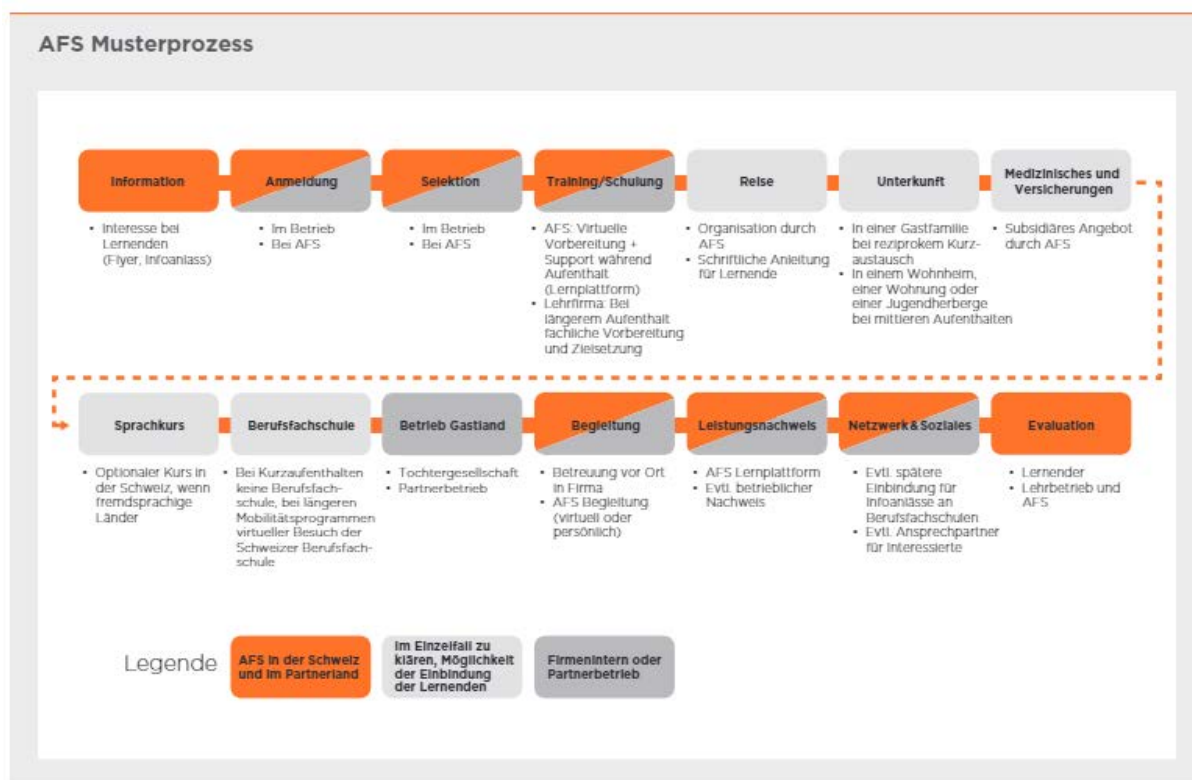 AFS Musterprozess
Information
Anmeldung
Selektion
Training/Schulung
Reise
Unterkunft
Medizinisches und
Versicherungen
• Interesse bei
Lernenden
(Flyer, Infoanlass)
• Im Betrieb
• Bei AFS
• Im Betrieb
• Bei AFS
• AFS: Virtuelle
Vorbereitung +
Support während
Aufenthalt
(Lernplattform)
• Lehrfirma: Bei
längerem Aufenthalt
fachliche Vorbereitung
und Zielsetzung
• Organisation durch
AFS
• Schriftliche Anleitung
für Lernende
• In einer Gastfamilie
bei reziprokem Kurz-
austausch
• In einem Wohnheim,
einer Wohnung oder
einer Jugendherberge
bei mittleren Aufenthalten
• Subsidiäres Angebot
durch AFS
Sprachkurs
Berufsfachschule
Betrieb Gastland
Begleitung
Leistungsnachweis
Netzwerk & Soziales
Evaluation
• Optionaler Kurs in
der Schweiz, wenn
fremdsprachige
Länder
• Bei Kurzaufenthalten
keine Berufsfach-
schule, bei längeren
Mobilitätsprogrammen
virtueller Besuch der
Schweizer Berufsfach-
schule
• Tochtergesellschaft
• Partnerbetrieb
• Betreuung vor Ort
in Firma
• AFS Begleitung
(virtuell oder
persönlich)
• AFS Lernplattform
• Evtl. betrieblicher
Nachweis
• Evtl. spätere
Einbindung für
Infoanlässe an
Berufsfachschulen
• Evtl. Ansprechpartner
für Interessierte
• Lernender
• Lehrbetrieb und
AFS
Legende
AFS in der Schweiz
und im Partnerland
Im Einzelfall zu
klären, Möglichkeit
der Einbindung
der Lernenden
Firmenintern oder
Partnerbetrieb